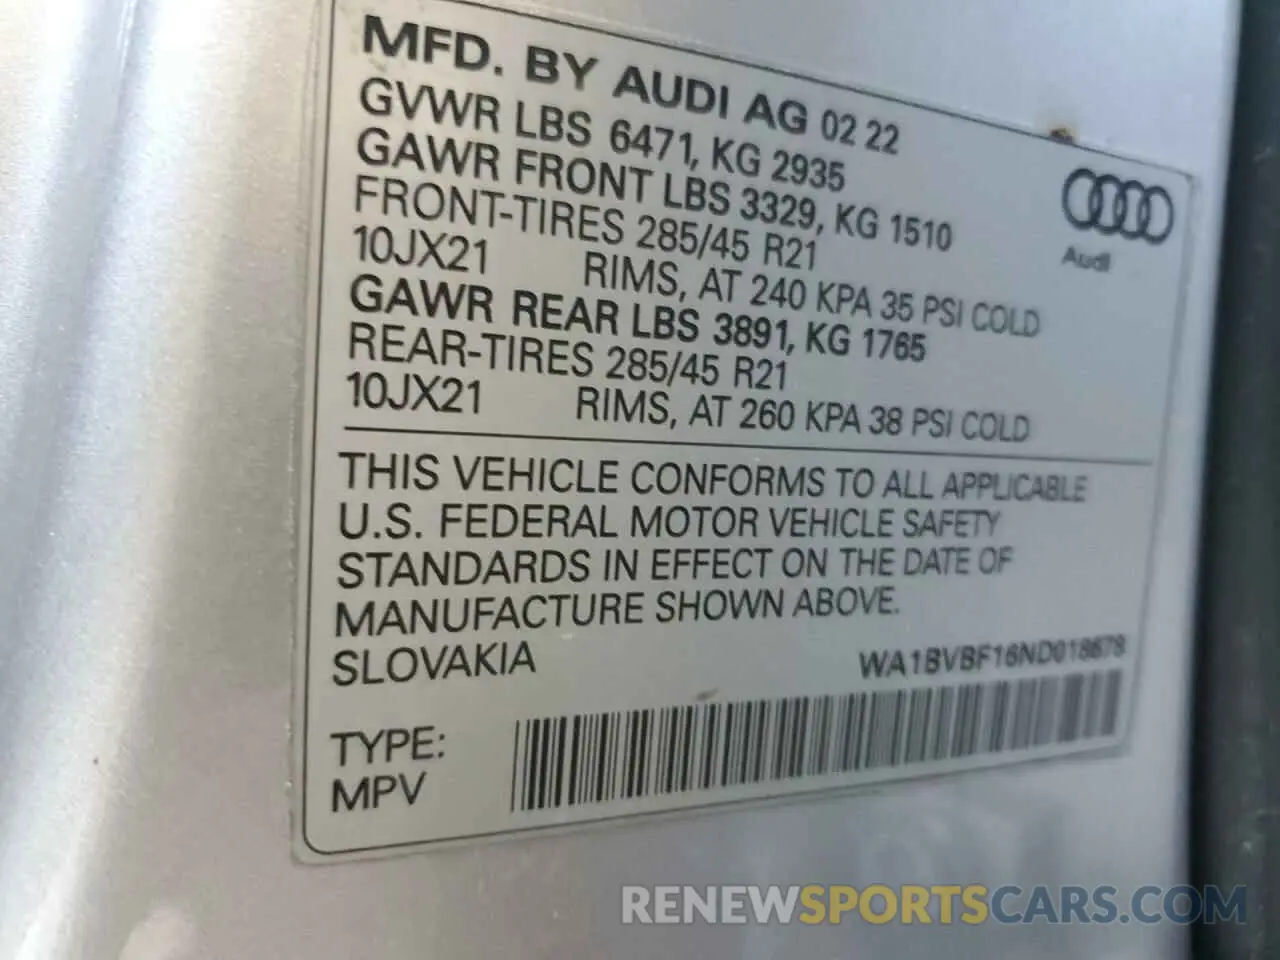 MFD. BY AUDI AG 02 22
GVWR LBS 6471, KG 2935
GAWR FRONT LBS 3329, KG 1510
FRONT-TIRES 285/45 R21
10JX21 RIMS, AT 240 KPA 35 PSI COLD
GAWR REAR LBS 3891, KG 1765
REAR-TIRES 285/45 R21
10JX21 RIMS, AT 260 KPA 38 PSI COLD
Audi
THIS VEHICLE CONFORMS TO ALL APPLICABLE
U.S. FEDERAL MOTOR VEHICLE SAFETY
STANDARDS IN EFFECT ON THE DATE OF
MANUFACTURE SHOWN ABOVE.
SLOVAKIA WA1BVBF16ND018678
TYPE:
MPV
RENEWSPORTSCARS.COM